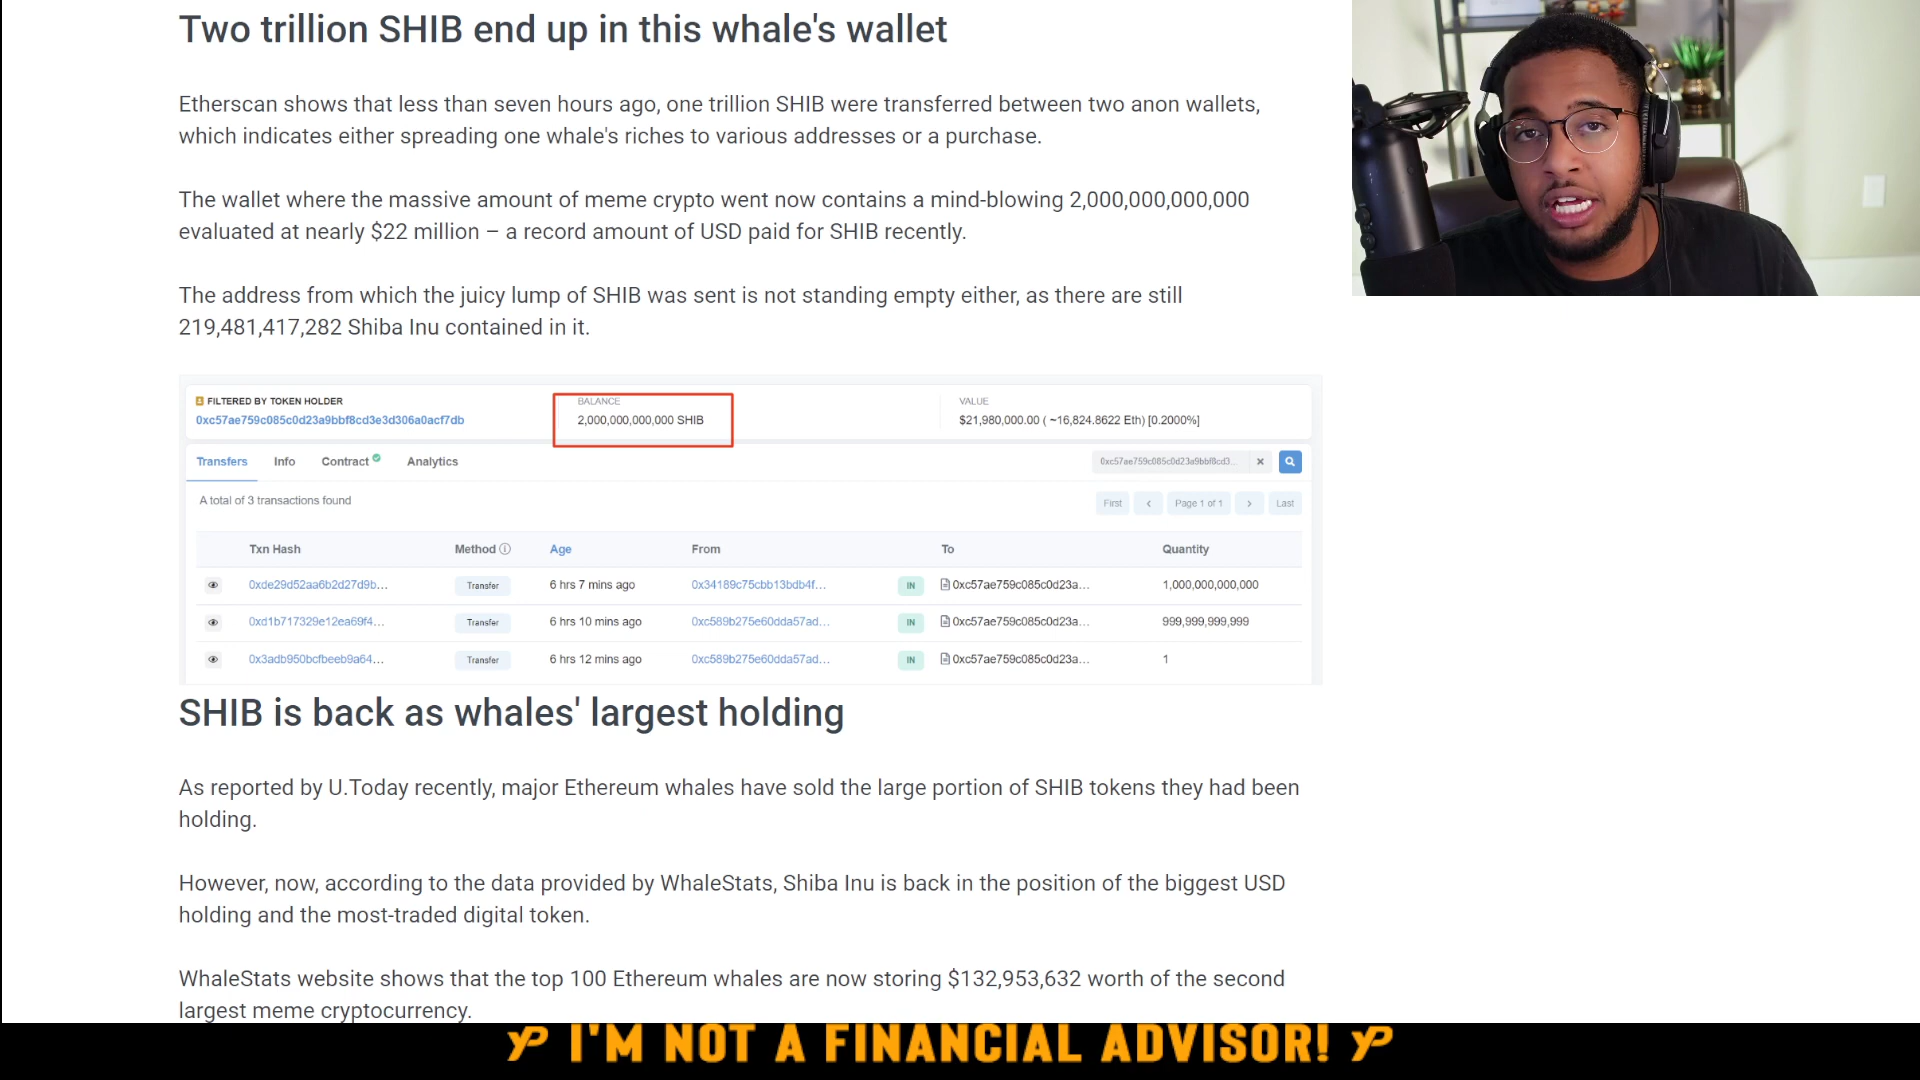 Two trillion SHIB end up in this whale's wallet
Etherscan shows that less than seven hours ago, one trillion SHIB were transferred between two anon wallets,
which indicates either spreading one whale's riches to various addresses or a purchase.
The wallet where the massive amount of meme crypto went now contains a mind-blowing 2,000,000,000,000
evaluated at nearly $22 million – a record amount of USD paid for SHIB recently.
The address from which the juicy lump of SHIB was sent is not standing empty either, as there are still
219,481,417,282 Shiba Inu contained in it.
FILTERED BY TOKEN HOLDER BALANCE VALUE
0xc57ae759c085c0d23a9bbf8cd3e3d306a0acf7db 2,000,000,000,000 SHIB $21,980,000.00 ( ~16,824.8622 Eth) [0.2000%]
Transfers Info Contract Analytics 0xc57ae759c085c0d23a9bbf8cd3...
A total of 3 transactions found First Page 1 of 1 Last
Txn Hash Method Age From To Quantity
0xde29d52aa6b2d27d9b... Transfer 6 hrs 7 mins ago 0x34189c75cbb13bdb4f... IN 0xc57ae759c085c0d23a... 1,000,000,000,000
0xd1b717329e12ea69f4... Transfer 6 hrs 10 mins ago 0xc589b275e60dda57ad... IN 0xc57ae759c085c0d23a... 999,999,999,999
0x3adb950bcfbeeb9a64... Transfer 6 hrs 12 mins ago 0xc589b275e60dda57ad... IN 0xc57ae759c085c0d23a... 1
SHIB is back as whales' largest holding
As reported by U.Today recently, major Ethereum whales have sold the large portion of SHIB tokens they had been
holding.
However, now, according to the data provided by WhaleStats, Shiba Inu is back in the position of the biggest USD
holding and the most-traded digital token.
WhaleStats website shows that the top 100 Ethereum whales are now storing $132,953,632 worth of the second
largest meme cryptocurrency.
YP I'M NOT A FINANCIAL ADVISOR! YP